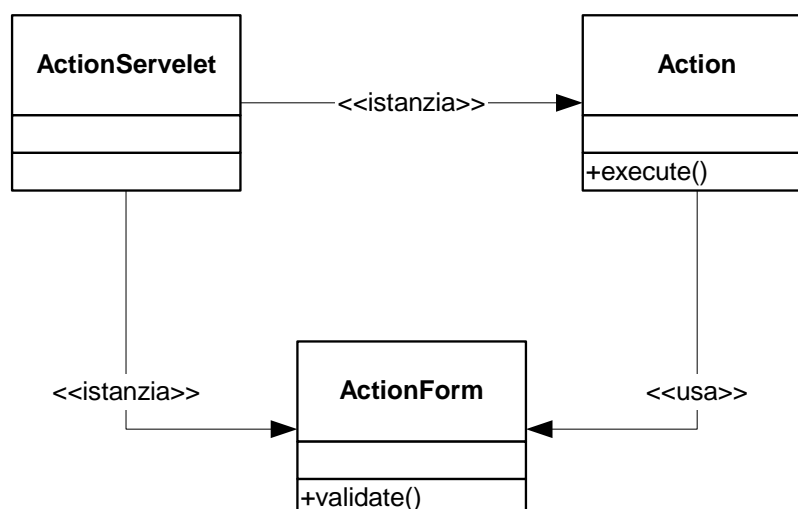 ActionServelet
Action
<<istanzia>>
+execute()
<<istanzia>>
ActionForm
<<usa>>
+validate()